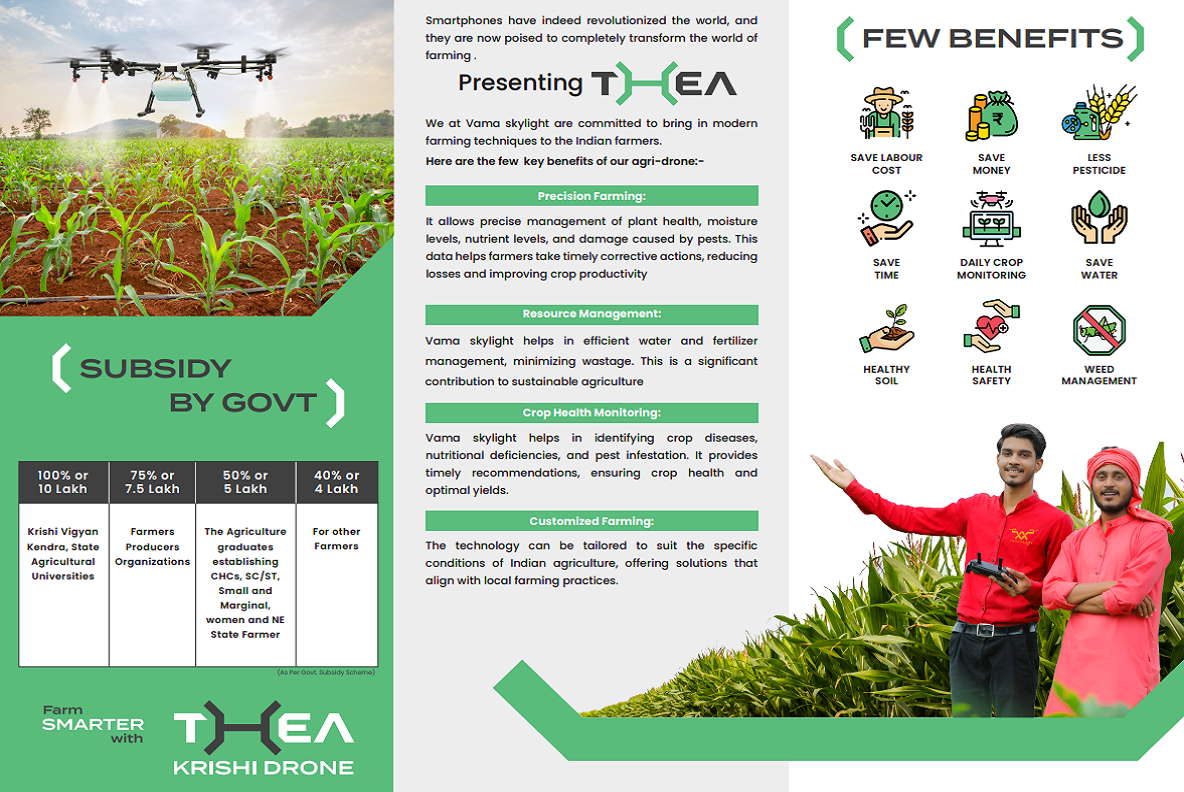 SUBSIDY
BY GOVT
100% or
10 Lakh
75% or
7.5 Lakh
50% or
5 Lakh
40% or
4 Lakh
Krishi Vigyan
Kendra, State
Agricultural
Universities
Farmers
Producers
Organizations
The Agriculture
graduates
establishing
CHCs, SC/ST,
Small and
Marginal,
women and NE
State Farmer
For other
Farmers
(As Per Govt. Subsidy Scheme)
Farm
SMARTER
with
THEA
KRISHI DRONE
Smartphones have indeed revolutionized the world, and
they are now poised to completely transform the world of
farming .
Presenting THEA
We at Vama skylight are committed to bring in modern
farming techniques to the Indian farmers.
Here are the few key benefits of our agri-drone:-
Precision Farming:
It allows precise management of plant health, moisture
levels, nutrient levels, and damage caused by pests. This
data helps farmers take timely corrective actions, reducing
losses and improving crop productivity
Resource Management:
Vama skylight helps in efficient water and fertilizer
management, minimizing wastage. This is a significant
contribution to sustainable agriculture
Crop Health Monitoring:
Vama skylight helps in identifying crop diseases,
nutritional deficiencies, and pest infestation. It provides
timely recommendations, ensuring crop health and
optimal yields.
Customized Farming:
The technology can be tailored to suit the specific
conditions of Indian agriculture, offering solutions that
align with local farming practices.
FEW BENEFITS
₹
SAVE LABOUR
COST
SAVE
MONEY
LESS
PESTICIDE
SAVE
TIME
DAILY CROP
MONITORING
SAVE
WATER
HEALTHY
SOIL
HEALTH
SAFETY
WEED
MANAGEMENT